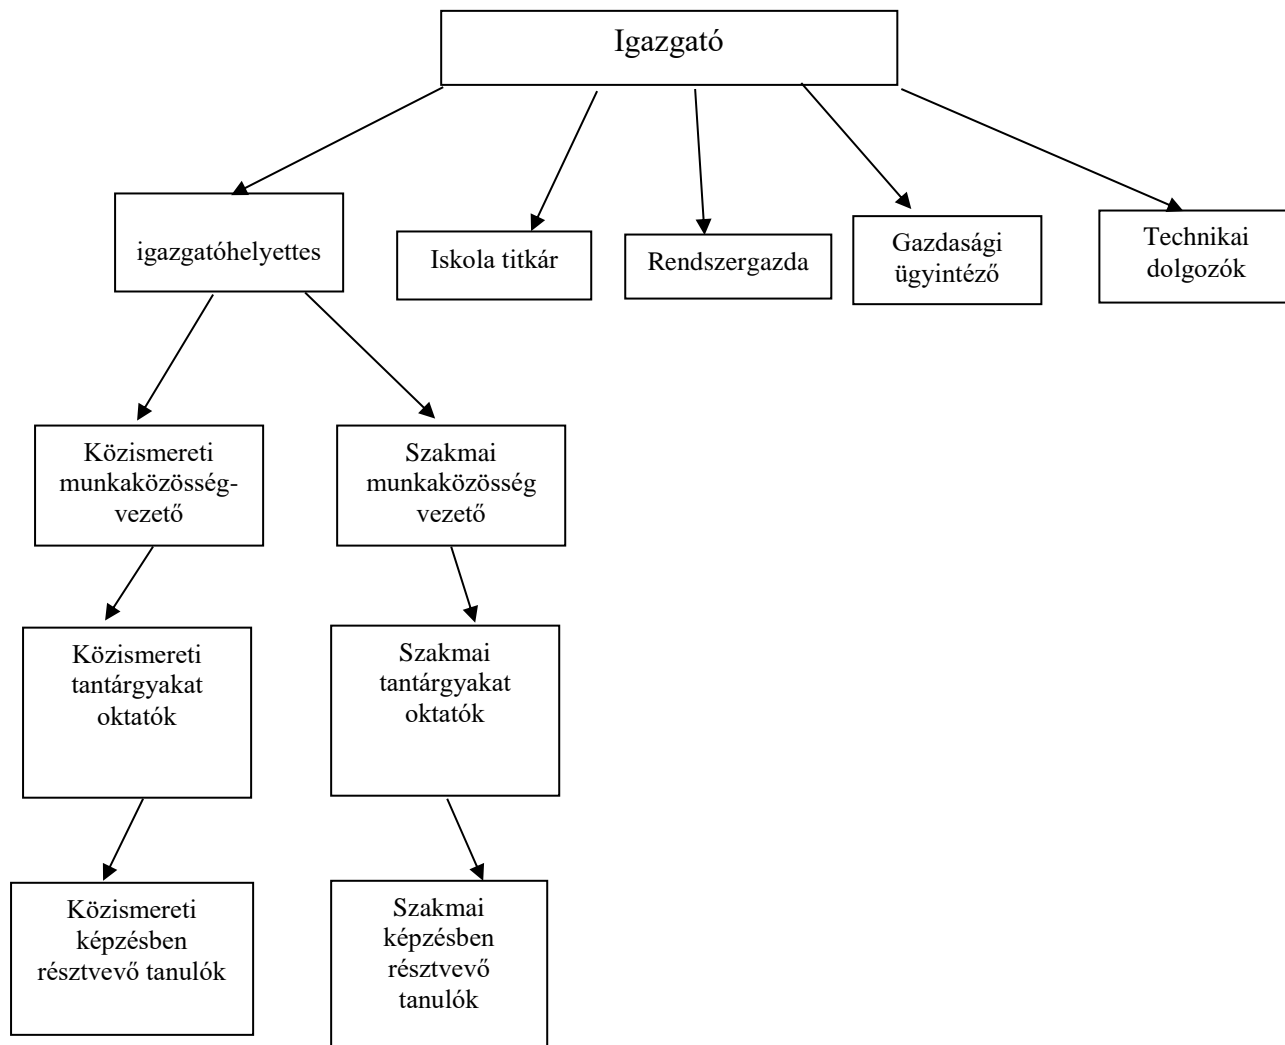 Igazgató
igazgatóhelyettes
Iskola titkár
Rendszergazda
Gazdasági
ügyintéző
Technikai
dolgozók
Közismereti
munkaközösség-
vezető
Szakmai
munkaközösség
vezető
Közismereti
tantárgyakat
oktatók
Szakmai
tantárgyakat
oktatók
Közismereti
képzésben
résztvevő tanulók
Szakmai
képzésben
résztvevő
tanulók